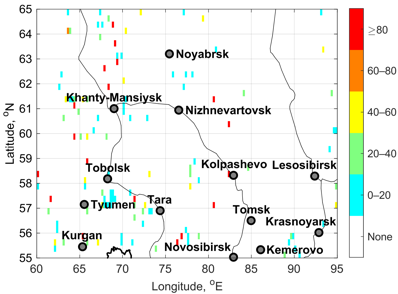 65
64
63
62
61
60
59
58
57
56
55
Latitude, °N
60 65 70 75 80 85 90 95
Longitude, °E
Noyabrsk
Khanty-Mansiysk
Nizhnevartovsk
Tobolsk
Kolpashevo
Lesosibirsk
Tyumen
Tara
Tomsk
Krasnoyarsk
Kurgan
Novosibirsk
Kemerovo
≥80
60–80
40–60
20–40
0–20
None